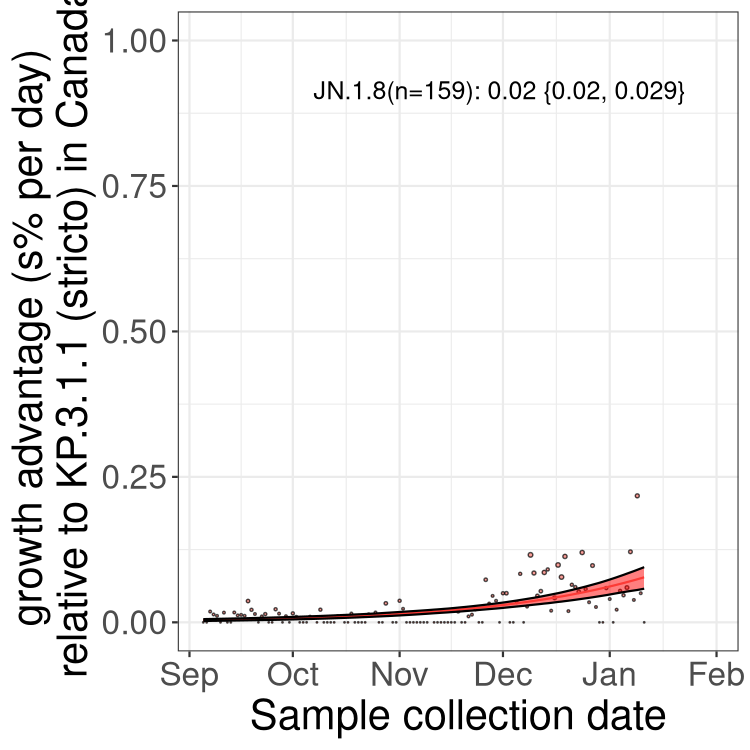 growth advantage (s% per day)
relative to KP.3.1.1 (stricto) in Canada
1.00
0.75
0.50
0.25
0.00
JN.1.8(n=159): 0.02 {0.02, 0.029}
Sep Oct Nov Dec Jan Feb
Sample collection date